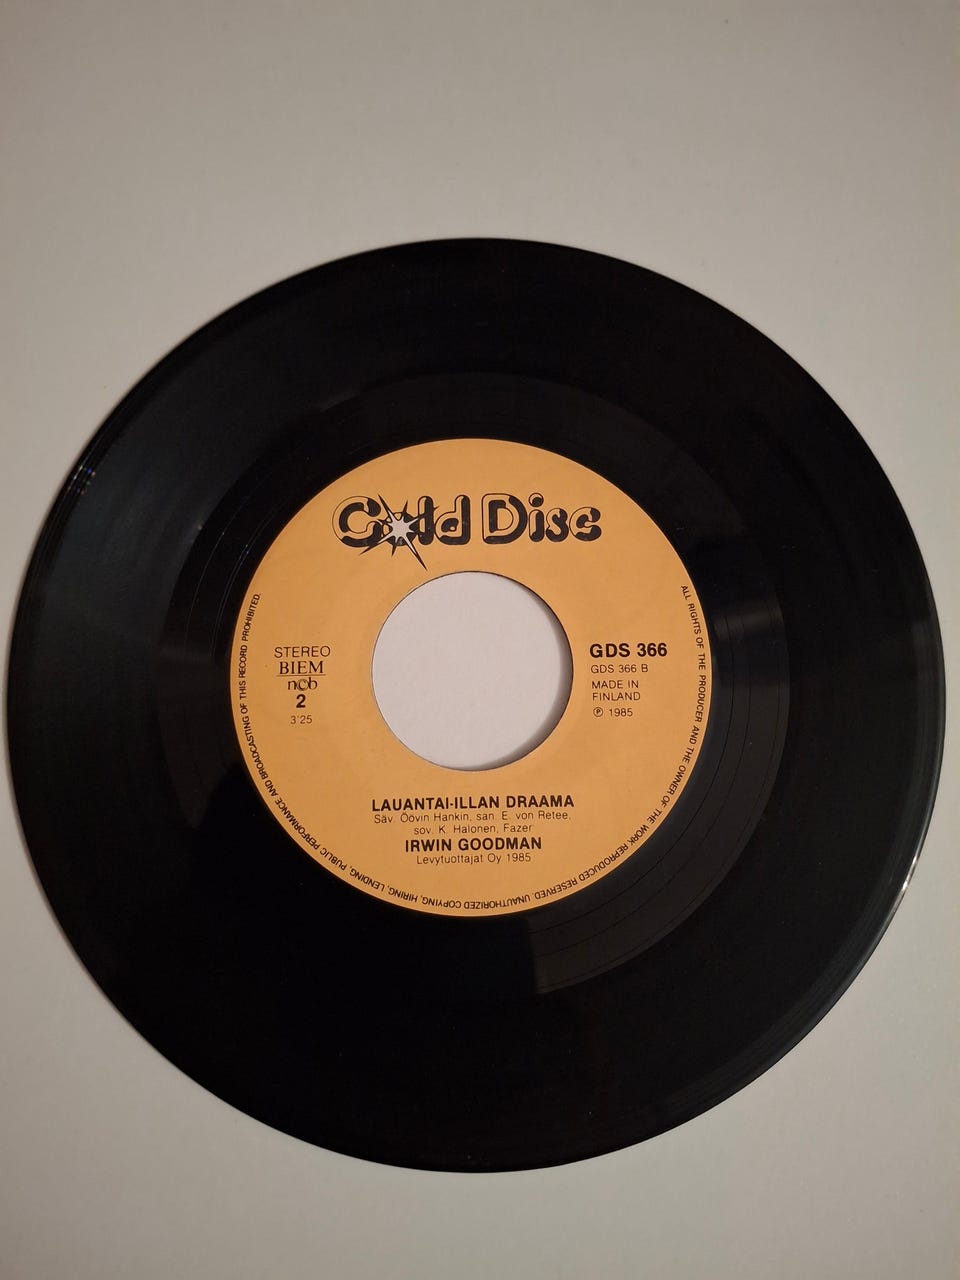 Gold Disc
STEREO
BIEM
ncb
2
3'25
GDS 366
GDS 366 B
MADE IN
FINLAND
℗ 1985
LAUANTAI-ILLAN DRAAMA
Säv. Öövin Hankin, san. E. von Retee,
sov. K. Halonen, Fazer
IRWIN GOODMAN
Levytuottajat Oy 1985
ALL RIGHTS OF THE PRODUCER AND THE OWNER OF THE WORK REPRODUCED RESERVED. UNAUTHORIZED COPYING, HIRING, LENDING, PUBLIC PERFORMANCE AND BROADCASTING OF THIS RECORD PROHIBITED.